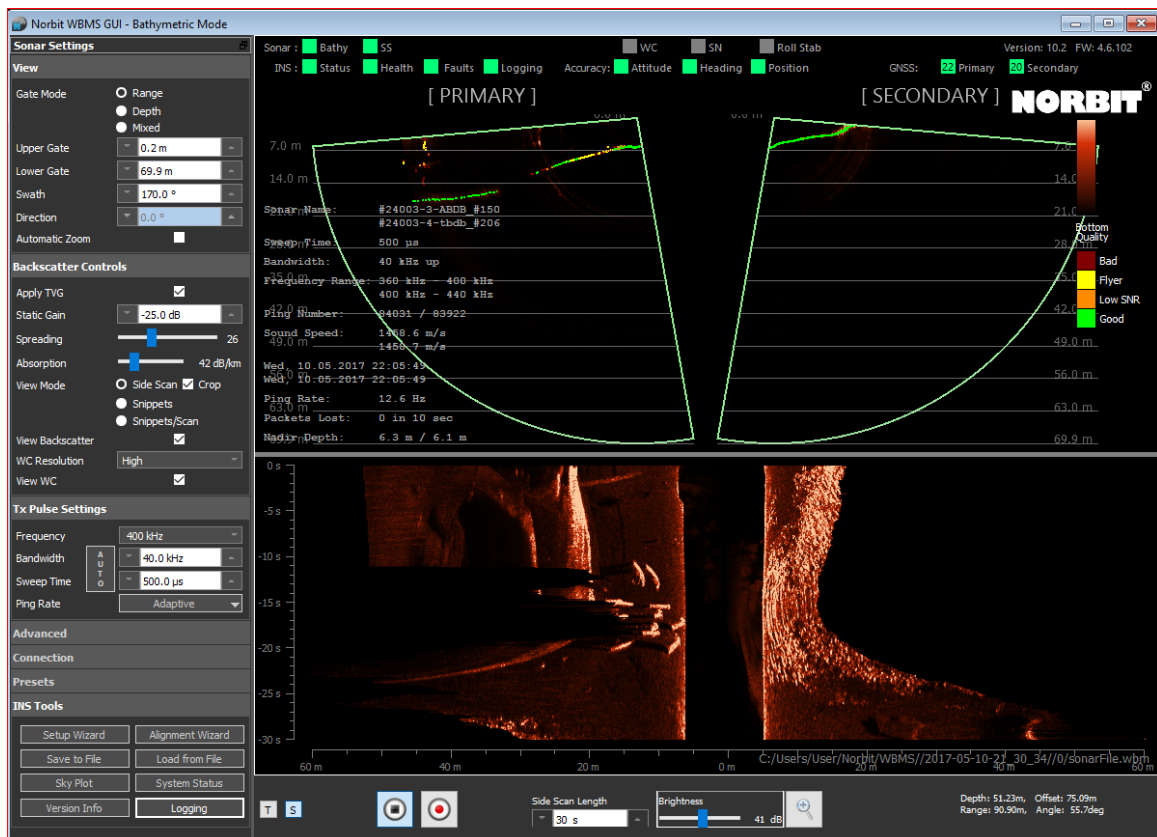 Norbit WBMS GUI - Bathymetric Mode
Sonar Settings
View
Gate Mode
Range
Depth
Mixed
Upper Gate 0.2 m
Lower Gate 69.9 m
Swath 170.0 °
Direction 0.0 °
Automatic Zoom
Backscatter Controls
Apply TVG
Static Gain -25.0 dB
Spreading 26
Absorption 42 dB/km
View Mode Side Scan Crop
Snippets
Snippets/Scan
View Backscatter
WC Resolution High
View WC
Tx Pulse Settings
Frequency 400 kHz
Bandwidth 40.0 kHz
AUTO
Sweep Time 500.0 µs
Ping Rate Adaptive
Advanced
Connection
Presets
INS Tools
Setup Wizard Alignment Wizard
Save to File Load from File
Sky Plot System Status
Version Info Logging
Sonar : Bathy SS WC SN Roll Stab Version: 10.2 FW: 4.6.102
INS : Status Health Faults Logging Accuracy: Attitude Heading Position GNSS: 22 Primary 20 Secondary
[ PRIMARY ] [ SECONDARY ] NORBIT®
7.0 m
14.0 m
Sonar Name: #24003-3-ABDB_#150
#24003-4-tbdb_#206
Sweep Time: 500 µs
Bandwidth: 40 kHz up
Frequency Range: 360 kHz - 400 kHz
400 kHz - 440 kHz
Ping Number: 84031 / 83922
Sound Speed: 1458.6 m/s
1458.7 m/s
Wed, 10.05.2017 22:05:49
Wed, 10.05.2017 22:05:49
Ping Rate: 12.6 Hz
Packets Lost: 0 in 10 sec
Nadir Depth: 6.3 m / 6.1 m
14.0 m
21.0
28.0 m
35.0 m
42.0 m
49.0 m
56.0 m
63.0 m
69.9 m
Bottom
Quality
Bad
Flyer
Low SNR
Good
0 s
-5 s
-10 s
-15 s
-20 s
-25 s
-30 s
60 m 40 m 20 m 0 m 20 m 40 m 60 m
C:/Users/User/Norbit/WBMS//2017-05-10-21_30_34//0/sonarFile.wbm
T S
Side Scan Length
30 s
Brightness
41 dB
Depth: 51.23m, Offset: 75.09m
Range: 90.90m, Angle: 55.7deg